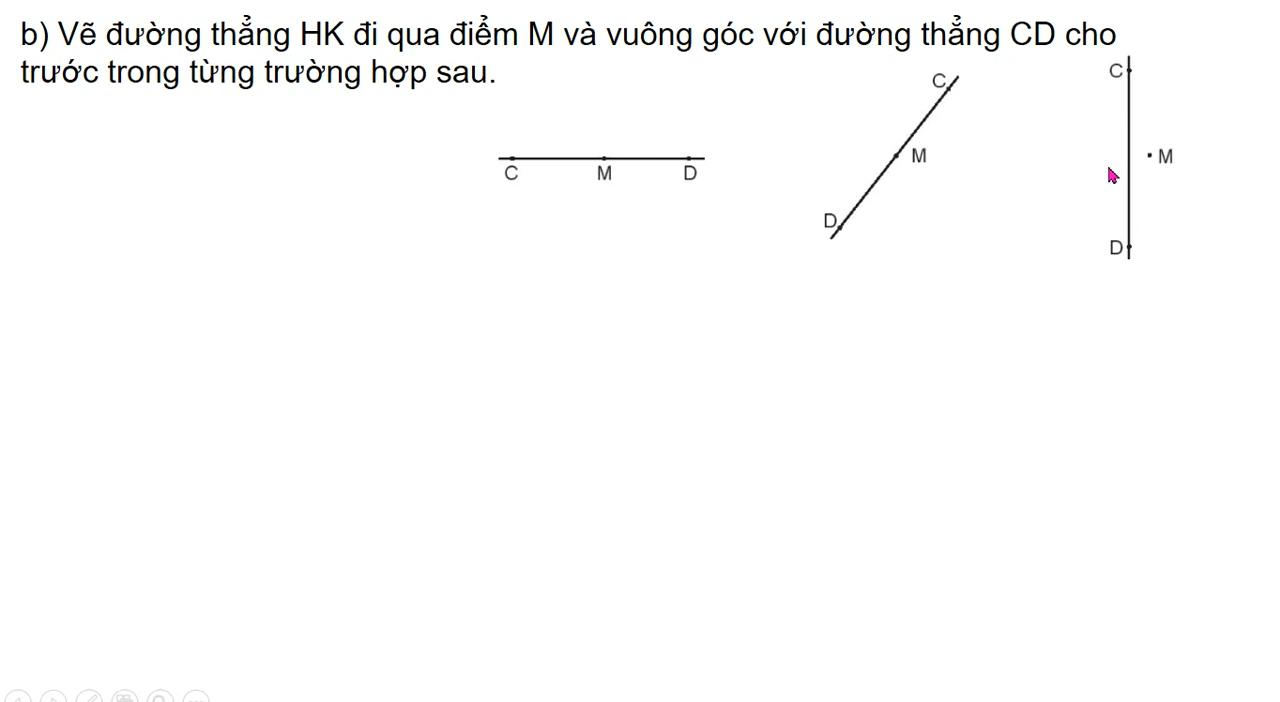 b) Vẽ đường thẳng HK đi qua điểm M và vuông góc với đường thẳng CD cho
trước trong từng trường hợp sau.
C M D
C
M
D
C
M
D